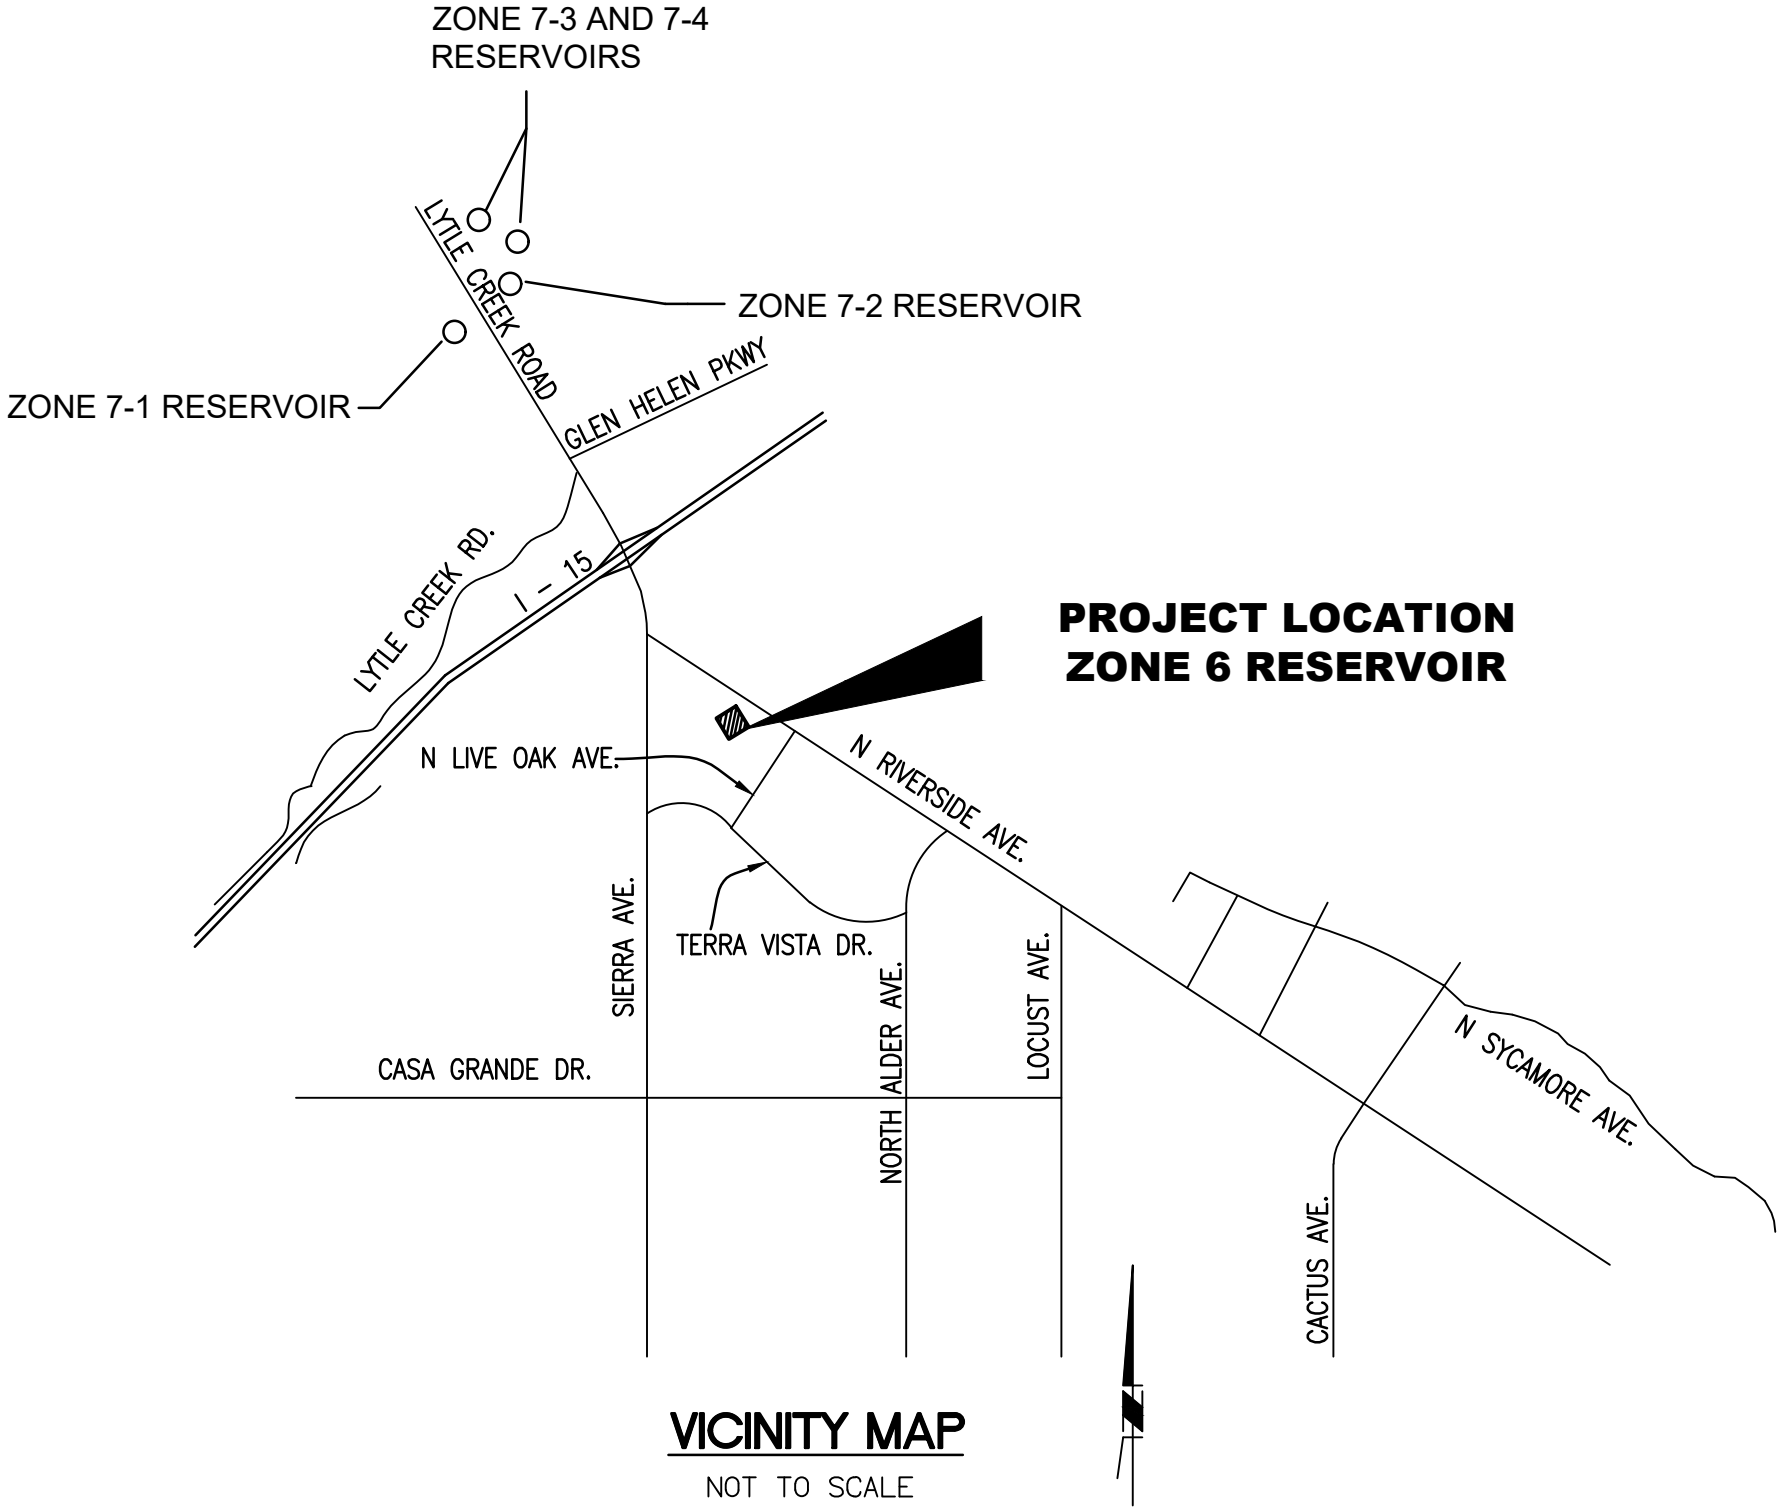 ZONE 7-3 AND 7-4
RESERVOIRS
LYTLE CREEK ROAD
ZONE 7-2 RESERVOIR
ZONE 7-1 RESERVOIR
GLEN HELEN PKWY
LYTLE CREEK RD.
I - 15
PROJECT LOCATION
ZONE 6 RESERVOIR
N LIVE OAK AVE.
N RIVERSIDE AVE.
SIERRA AVE.
TERRA VISTA DR.
NORTH ALDER AVE.
LOCUST AVE.
N SYCAMORE AVE.
CASA GRANDE DR.
CACTUS AVE.
N
VICINITY MAP
NOT TO SCALE